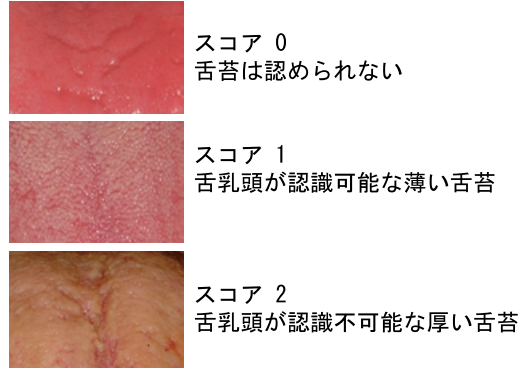 スコア 0
舌苔は認められない
スコア 1
舌乳頭が認識可能な薄い舌苔
スコア 2
舌乳頭が認識不可能な厚い舌苔